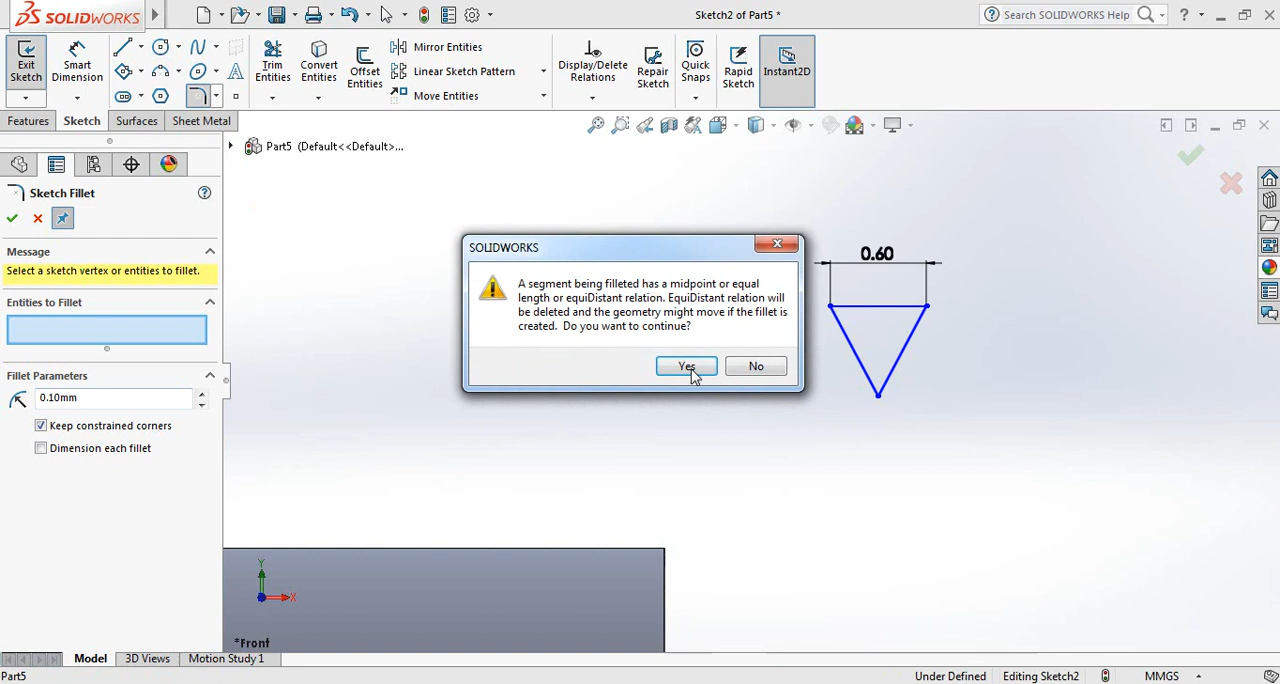 SOLIDWORKS
Sketch2 of Part5 *
Search SOLIDWORKS Help
?
Exit Sketch
Smart Dimension
Trim Entities
Convert Entities
Offset Entities
Mirror Entities
Linear Sketch Pattern
Move Entities
Display/Delete Relations
Repair Sketch
Quick Snaps
Rapid Sketch
Instant2D
Features
Sketch
Surfaces
Sheet Metal
Part5 (Default<<Default>...
Sketch Fillet
?
Message
Select a sketch vertex or entities to fillet.
Entities to Fillet
Fillet Parameters
0.10mm
Keep constrained corners
Dimension each fillet
SOLIDWORKS
A segment being filleted has a midpoint or equal
length or equiDistant relation. EquiDistant relation will
be deleted and the geometry might move if the fillet is
created. Do you want to continue?
Yes
No
0.60
Y
X
*Front
Model
3D Views
Motion Study 1
Part5
Under Defined
Editing Sketch2
MMGS